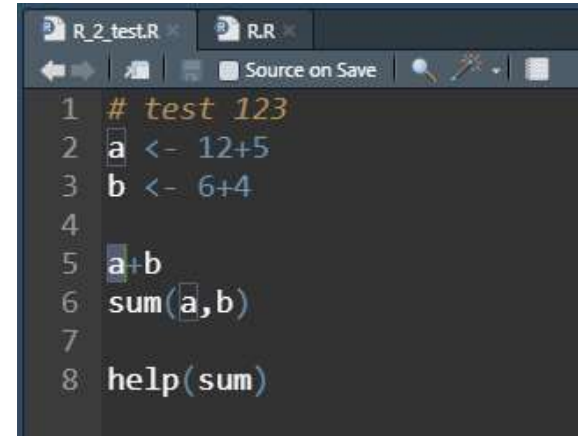 R_2_test.R R.R
Source on Save
1 # test 123
2 a <- 12+5
3 b <- 6+4
4
5 a+b
6 sum(a,b)
7
8 help(sum)